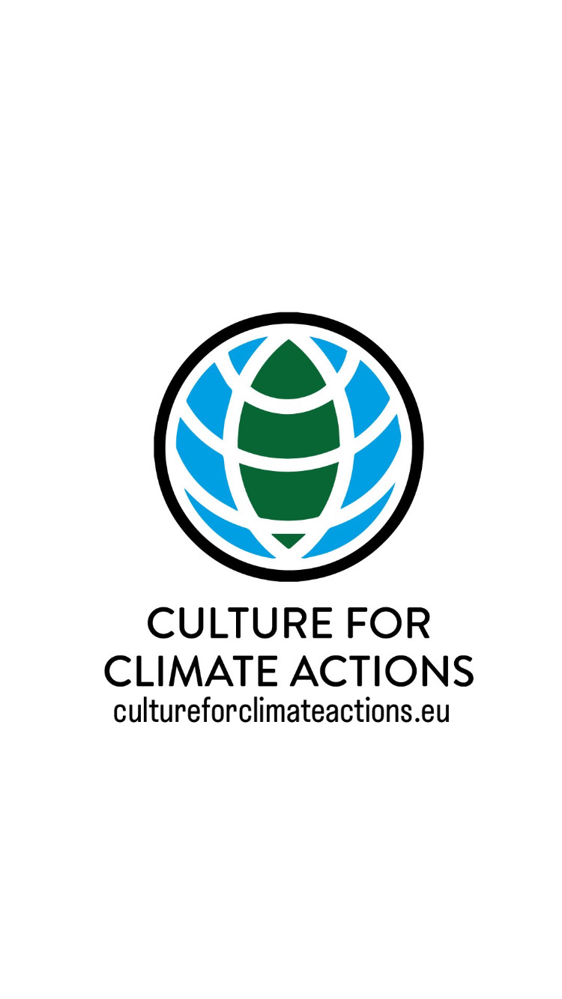 CULTURE FOR
CLIMATE ACTIONS
cultureforclimateactions.eu